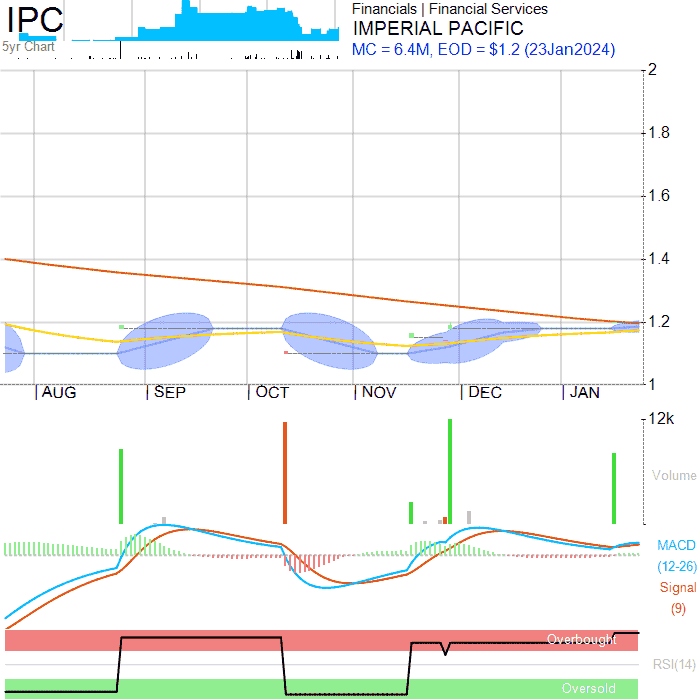 IPC
5yr Chart
Financials | Financial Services
IMPERIAL PACIFIC
MC = 6.4M, EOD = $1.2 (23Jan2024)
2
1.8
1.6
1.4
1.2
1
AUG SEP OCT NOV DEC JAN
12k
Volume
MACD
(12-26)
Signal
(9)
Overbought
RSI(14)
Oversold